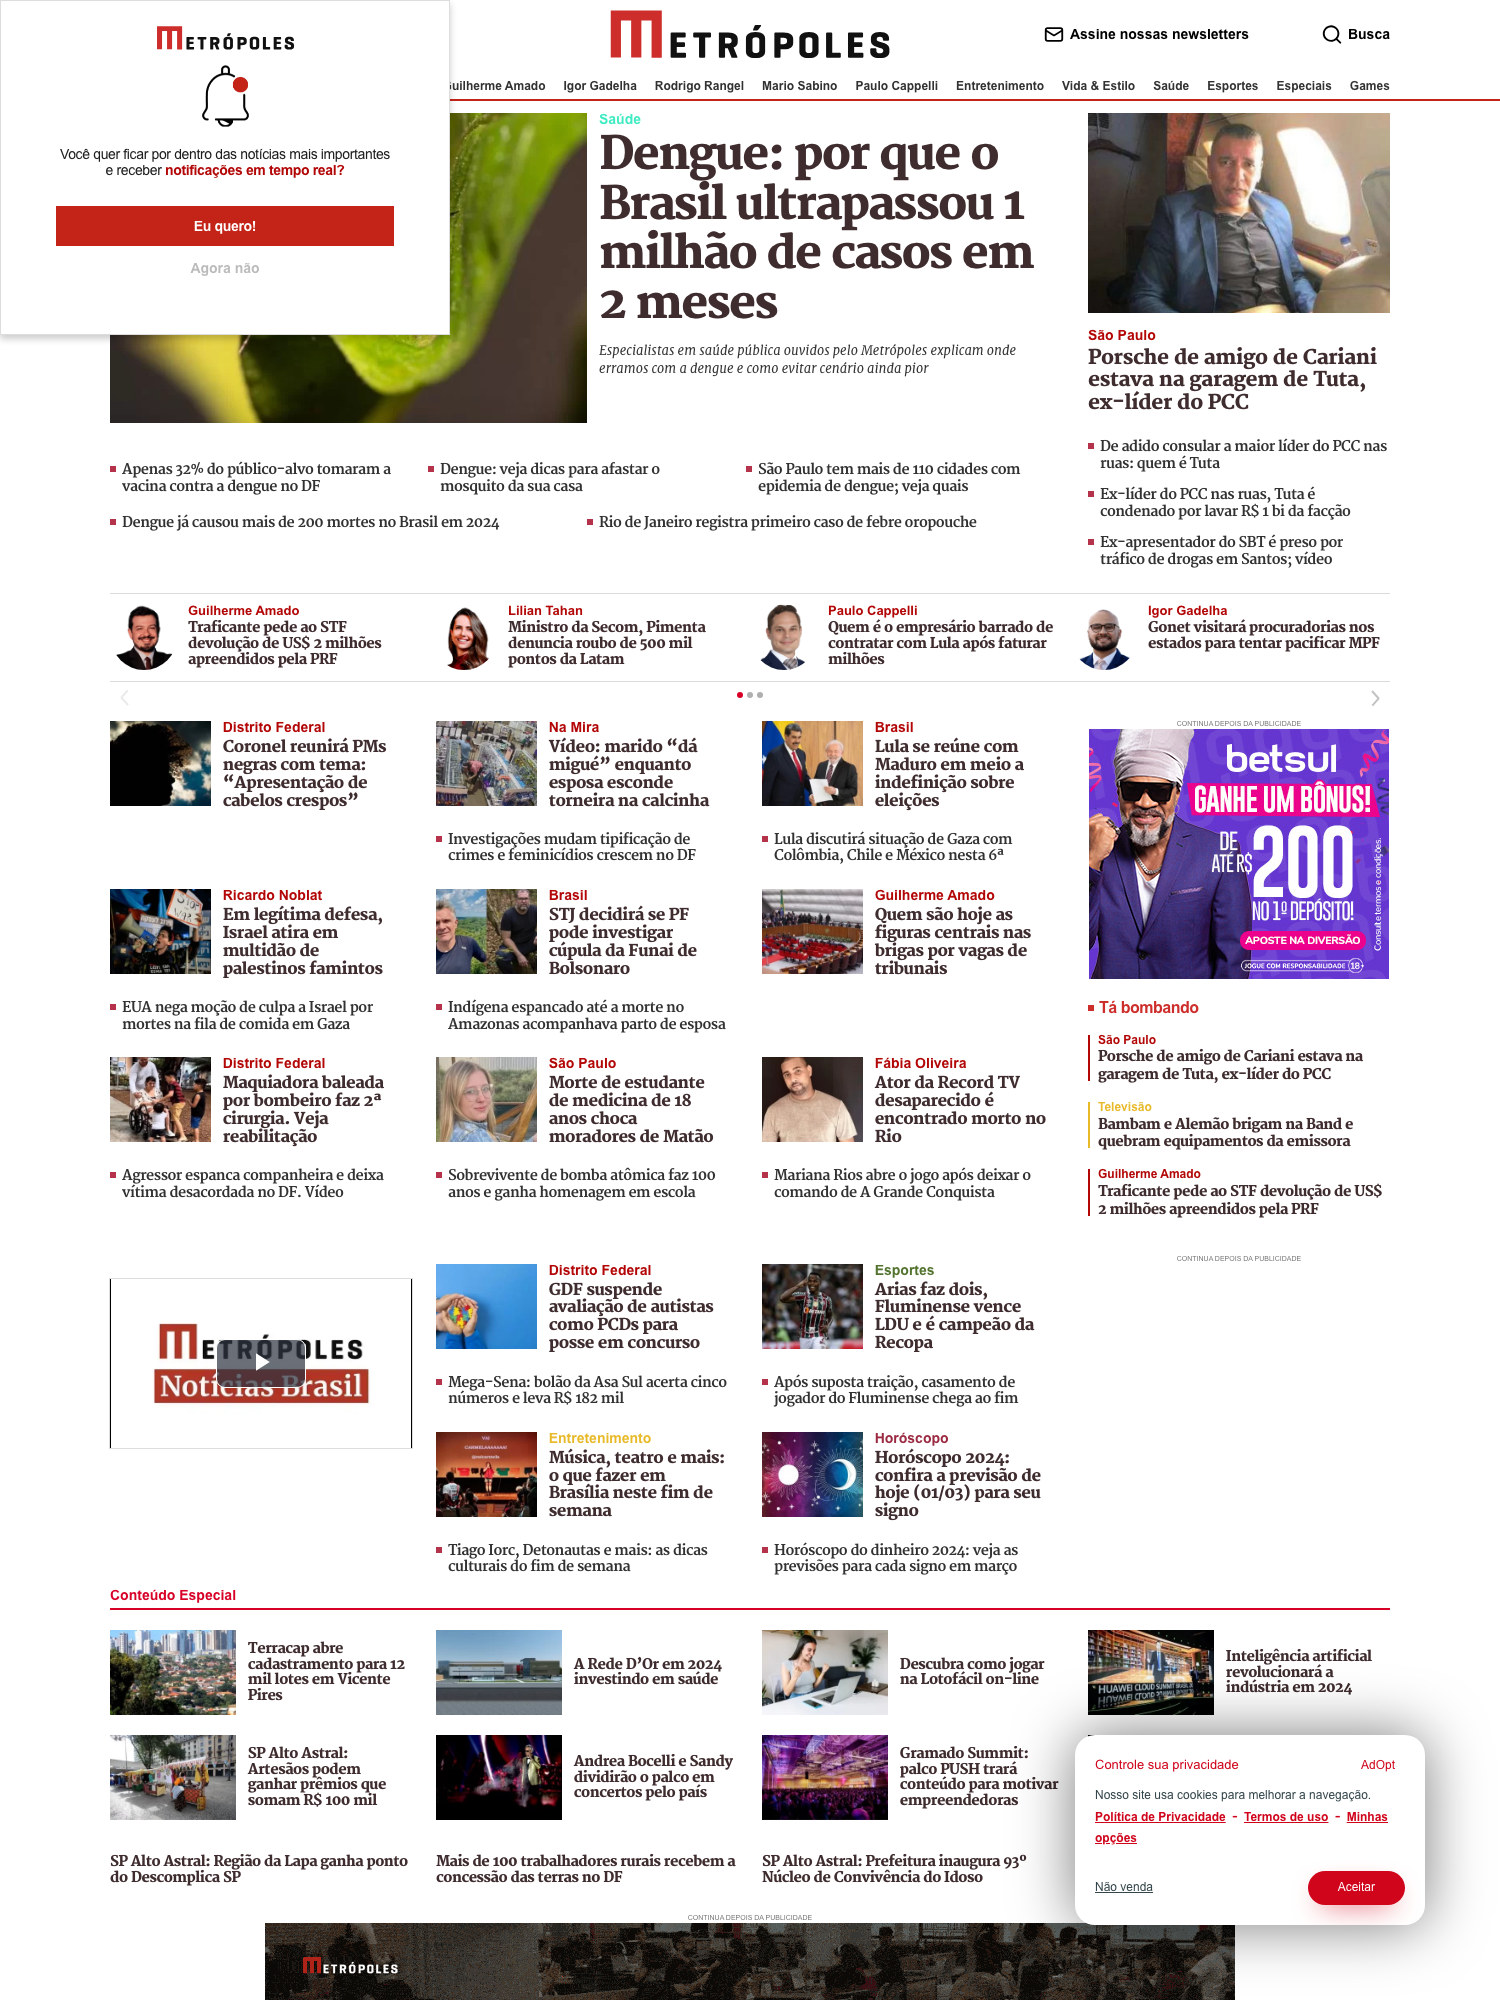 METRÓPOLES
Você quer ficar por dentro das notícias mais importantes
e receber notificações em tempo real?
Eu quero!
Agora não
METRÓPOLES
Assine nossas newsletters
Busca
Guilherme Amado
Igor Gadelha
Rodrigo Rangel
Mario Sabino
Paulo Cappelli
Entretenimento
Vida & Estilo
Saúde
Esportes
Especiais
Games
Saúde
Dengue: por que o
Brasil ultrapassou 1
milhão de casos em
2 meses
Especialistas em saúde pública ouvidos pelo Metrópoles explicam onde
erramos com a dengue e como evitar cenário ainda pior
Apenas 32% do público-alvo tomaram a
vacina contra a dengue no DF
Dengue: veja dicas para afastar o
mosquito da sua casa
São Paulo tem mais de 110 cidades com
epidemia de dengue; veja quais
Dengue já causou mais de 200 mortes no Brasil em 2024
Rio de Janeiro registra primeiro caso de febre oropouche
São Paulo
Porsche de amigo de Cariani
estava na garagem de Tuta,
ex-líder do PCC
De adido consular a maior líder do PCC nas
ruas: quem é Tuta
Ex-líder do PCC nas ruas, Tuta é
condenado por lavar R$ 1 bi da facção
Ex-apresentador do SBT é preso por
tráfico de drogas em Santos; vídeo
Guilherme Amado
Traficante pede ao STF
devolução de US$ 2 milhões
apreendidos pela PRF
Lilian Tahan
Ministro da Secom, Pimenta
denuncia roubo de 500 mil
pontos da Latam
Paulo Cappelli
Quem é o empresário barrado de
contratar com Lula após faturar
milhões
Igor Gadelha
Gonet visitará procuradorias nos
estados para tentar pacificar MPF
Distrito Federal
Coronel reunirá PMs
negras com tema:
“Apresentação de
cabelos crespos”
Na Mira
Vídeo: marido “dá
migué” enquanto
esposa esconde
torneira na calcinha
Investigações mudam tipificação de
crimes e feminicídios crescem no DF
Brasil
Lula se reúne com
Maduro em meio a
indefinição sobre
eleições
Lula discutirá situação de Gaza com
Colômbia, Chile e México nesta 6ª
CONTINUA DEPOIS DA PUBLICIDADE
betsul
GANHE UM BÔNUS!
DE
ATÉ R$ 200
NO 1º DEPÓSITO!
APOSTE NA DIVERSÃO
JOGUE COM RESPONSABILIDADE 18+
Consulte termos e condições.
Ricardo Noblat
Em legítima defesa,
Israel atira em
multidão de
palestinos famintos
EUA nega moção de culpa a Israel por
mortes na fila de comida em Gaza
Brasil
STJ decidirá se PF
pode investigar
cúpula da Funai de
Bolsonaro
Indígena espancado até a morte no
Amazonas acompanhava parto de esposa
Guilherme Amado
Quem são hoje as
figuras centrais nas
brigas por vagas de
tribunais
Tá bombando
São Paulo
Porsche de amigo de Cariani estava na
garagem de Tuta, ex-líder do PCC
Televisão
Bambam e Alemão brigam na Band e
quebram equipamentos da emissora
Guilherme Amado
Traficante pede ao STF devolução de US$
2 milhões apreendidos pela PRF
CONTINUA DEPOIS DA PUBLICIDADE
Distrito Federal
Maquiadora baleada
por bombeiro faz 2ª
cirurgia. Veja
reabilitação
Agressor espanca companheira e deixa
vítima desacordada no DF. Vídeo
São Paulo
Morte de estudante
de medicina de 18
anos choca
moradores de Matão
Sobrevivente de bomba atômica faz 100
anos e ganha homenagem em escola
Fábia Oliveira
Ator da Record TV
desaparecido é
encontrado morto no
Rio
Mariana Rios abre o jogo após deixar o
comando de A Grande Conquista
METRÓPOLES
Notícias Brasil
Distrito Federal
GDF suspende
avaliação de autistas
como PCDs para
posse em concurso
Mega-Sena: bolão da Asa Sul acerta cinco
números e leva R$ 182 mil
Esportes
Arias faz dois,
Fluminense vence
LDU e é campeão da
Recopa
Após suposta traição, casamento de
jogador do Fluminense chega ao fim
Entretenimento
Música, teatro e mais:
o que fazer em
Brasília neste fim de
semana
Tiago Iorc, Detonautas e mais: as dicas
culturais do fim de semana
Horóscopo
Horóscopo 2024:
confira a previsão de
hoje (01/03) para seu
signo
Horóscopo do dinheiro 2024: veja as
previsões para cada signo em março
Conteúdo Especial
Terracap abre
cadastramento para 12
mil lotes em Vicente
Pires
A Rede D’Or em 2024
investindo em saúde
Descubra como jogar
na Lotofácil on-line
HUAWEI CLOUD SUMMIT BRASIL
Inteligência artificial
revolucionará a
indústria em 2024
SP Alto Astral:
Artesãos podem
ganhar prêmios que
somam R$ 100 mil
Andrea Bocelli e Sandy
dividirão o palco em
concertos pelo país
Gramado Summit:
palco PUSH trará
conteúdo para motivar
empreendedoras
SP Alto Astral: Região da Lapa ganha ponto
do Descomplica SP
Mais de 100 trabalhadores rurais recebem a
concessão das terras no DF
SP Alto Astral: Prefeitura inaugura 93º
Núcleo de Convivência do Idoso
Controle sua privacidade
AdOpt
Nosso site usa cookies para melhorar a navegação.
Política de Privacidade - Termos de uso - Minhas
opções
Não venda
Aceitar
CONTINUA DEPOIS DA PUBLICIDADE
METRÓPOLES